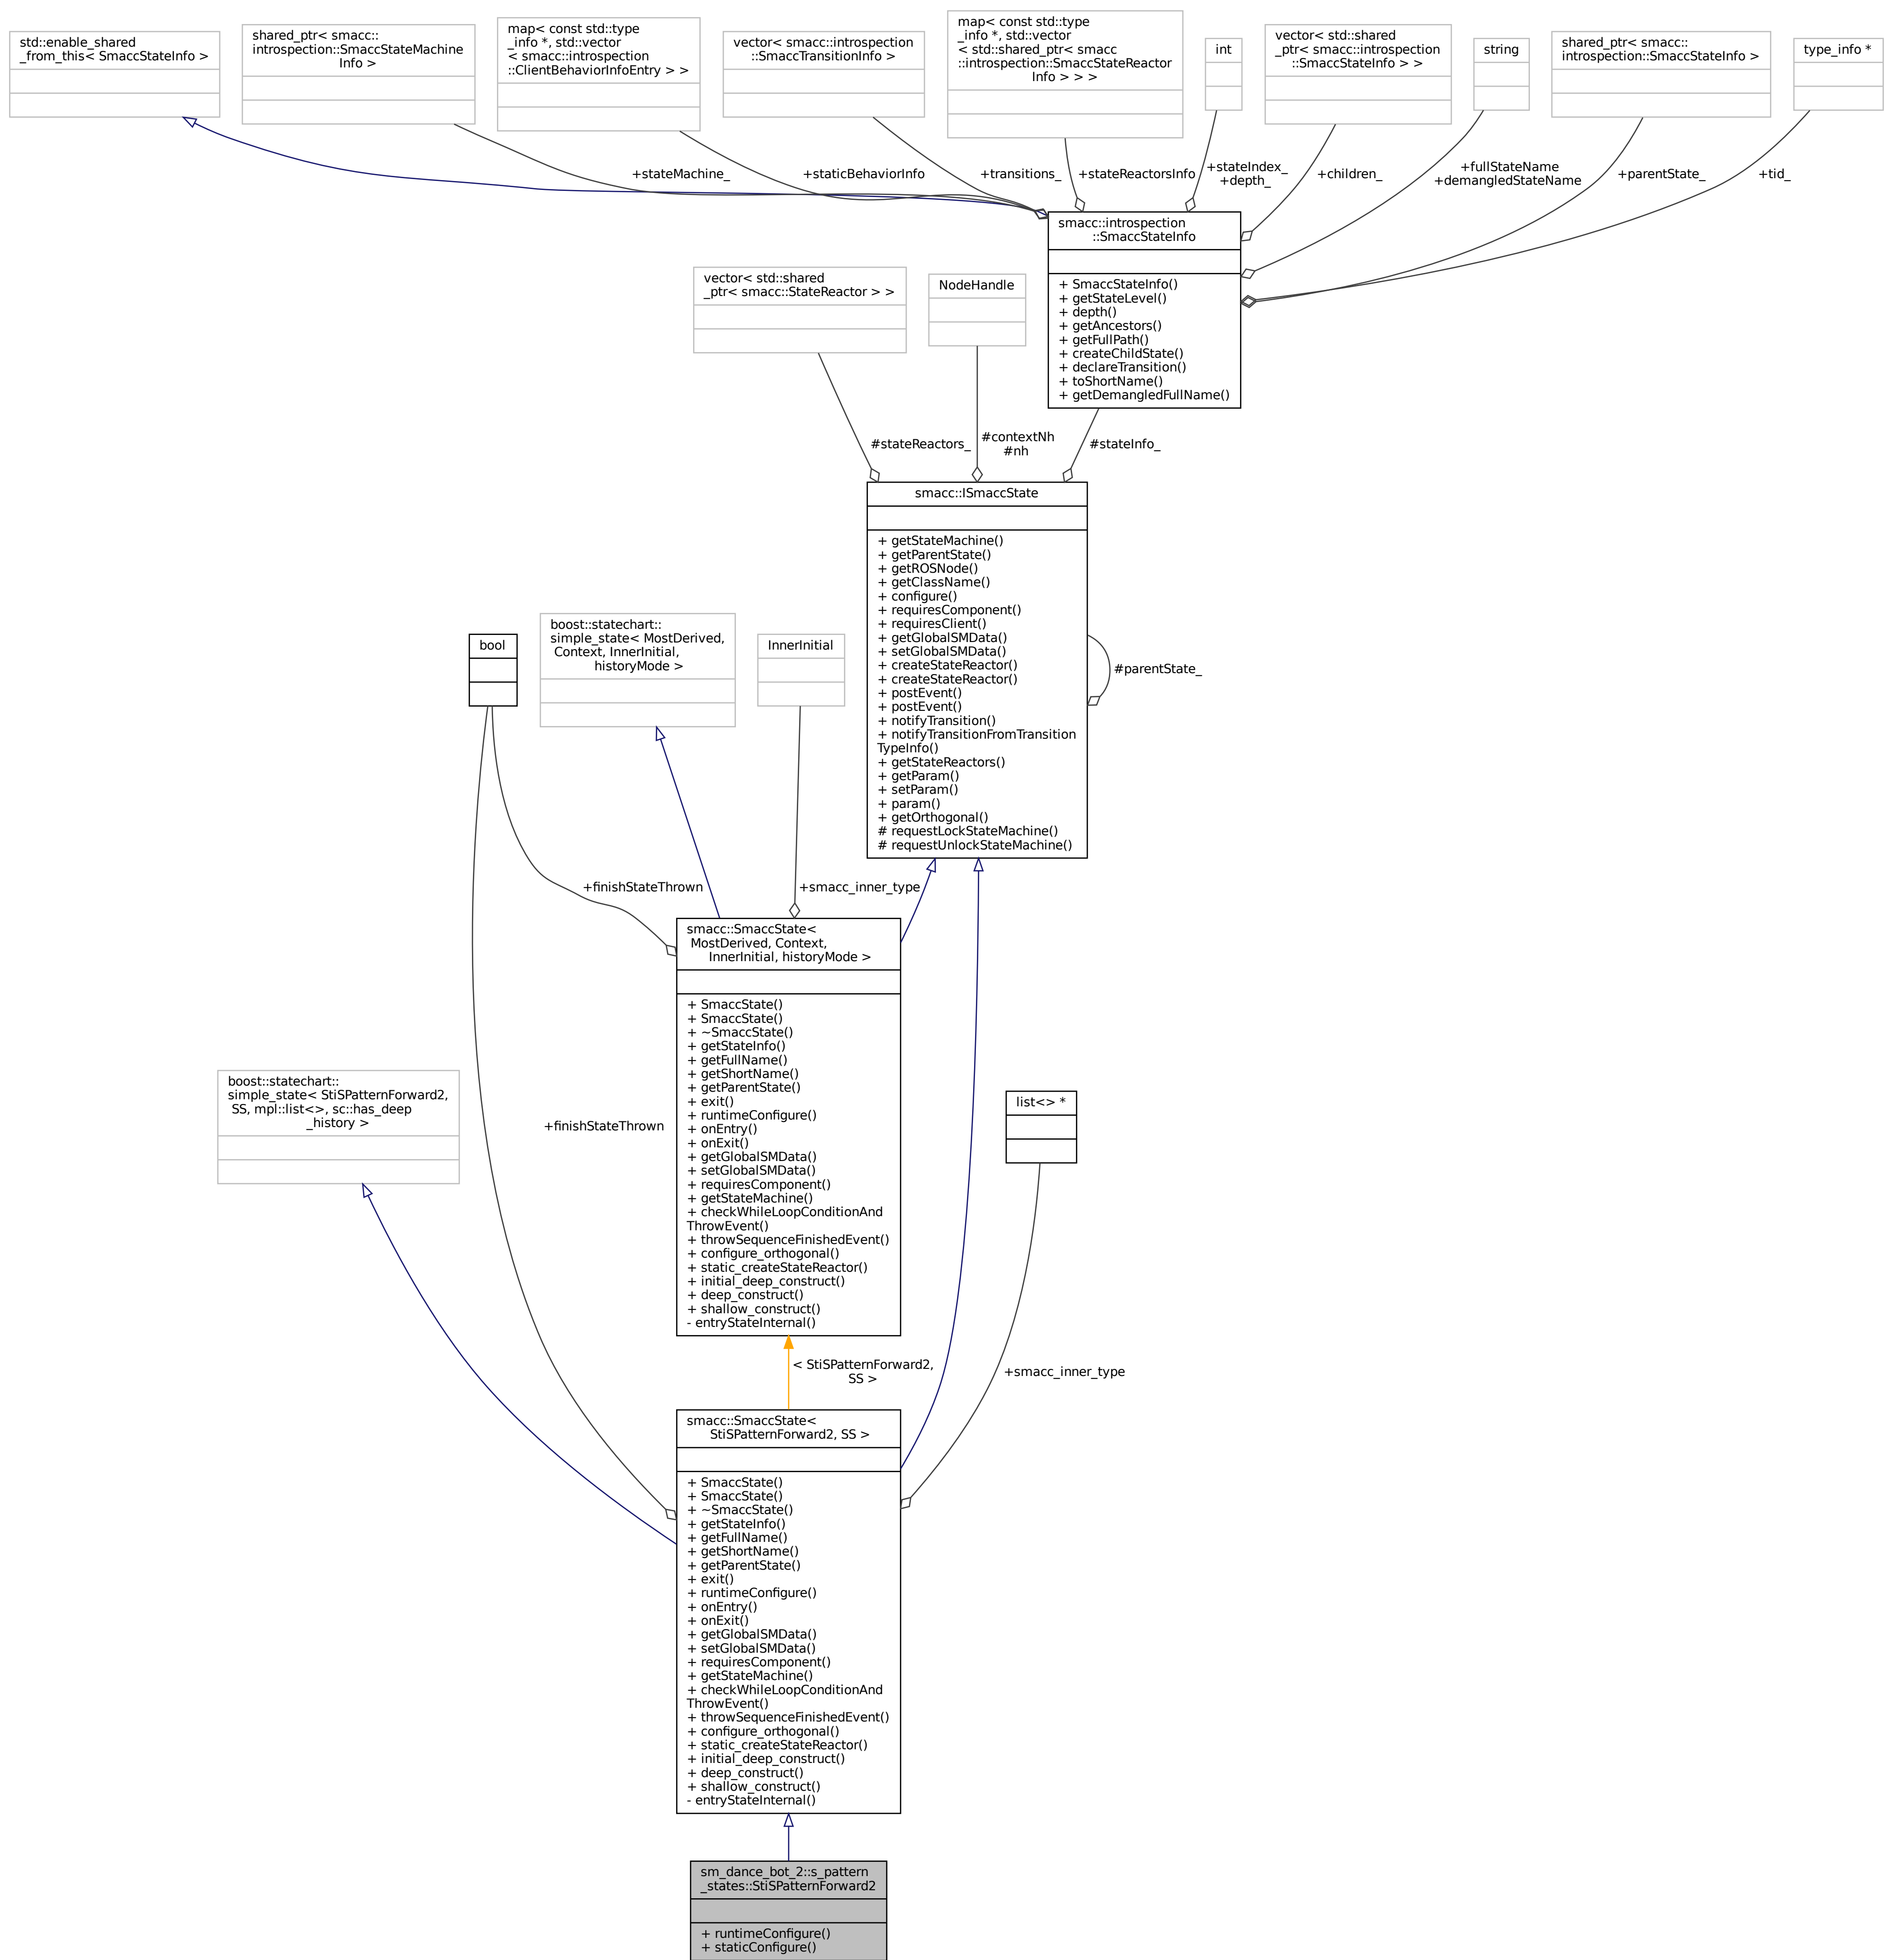 std::enable_shared
_from_this< SmaccStateInfo >
shared_ptr< smacc::
introspection::SmaccStateMachine
Info >
map< const std::type
_info *, std::vector
< smacc::introspection
::ClientBehaviorInfoEntry > >
vector< smacc::introspection
::SmaccTransitionInfo >
map< const std::type
_info *, std::vector
< std::shared_ptr< smacc
::introspection::SmaccStateReactor
Info > > >
int
vector< std::shared
_ptr< smacc::introspection
::SmaccStateInfo > >
string
shared_ptr< smacc::
introspection::SmaccStateInfo >
type_info *
+stateMachine_
+staticBehaviorInfo
+transitions_
+stateReactorsInfo
+stateIndex_
+depth_
+children_
+fullStateName
+demangledStateName
+parentState_
+tid_
smacc::introspection
::SmaccStateInfo
+ SmaccStateInfo()
+ getStateLevel()
+ depth()
+ getAncestors()
+ getFullPath()
+ createChildState()
+ declareTransition()
+ toShortName()
+ getDemangledFullName()
vector< std::shared
_ptr< smacc::StateReactor > >
NodeHandle
#stateReactors_
#contextNh
#nh
#stateInfo_
smacc::ISmaccState
+ getStateMachine()
+ getParentState()
+ getROSNode()
+ getClassName()
+ configure()
+ requiresComponent()
+ requiresClient()
+ getGlobalSMData()
+ setGlobalSMData()
+ createStateReactor()
+ createStateReactor()
+ postEvent()
+ postEvent()
+ notifyTransition()
+ notifyTransitionFromTransition
TypeInfo()
+ getStateReactors()
+ getParam()
+ setParam()
+ param()
+ getOrthogonal()
# requestLockStateMachine()
# requestUnlockStateMachine()
#parentState_
bool
boost::statechart::
simple_state< MostDerived,
Context, InnerInitial,
historyMode >
InnerInitial
+finishStateThrown
+smacc_inner_type
smacc::SmaccState<
MostDerived, Context,
InnerInitial, historyMode >
+ SmaccState()
+ SmaccState()
+ ~SmaccState()
+ getStateInfo()
+ getFullName()
+ getShortName()
+ getParentState()
+ exit()
+ runtimeConfigure()
+ onEntry()
+ onExit()
+ getGlobalSMData()
+ setGlobalSMData()
+ requiresComponent()
+ getStateMachine()
+ checkWhileLoopConditionAnd
ThrowEvent()
+ throwSequenceFinishedEvent()
+ configure_orthogonal()
+ static_createStateReactor()
+ initial_deep_construct()
+ deep_construct()
+ shallow_construct()
- entryStateInternal()
boost::statechart::
simple_state< StiSPatternForward2,
SS, mpl::list<>, sc::has_deep
_history >
+finishStateThrown
list<> *
< StiSPatternForward2,
SS >
+smacc_inner_type
smacc::SmaccState<
StiSPatternForward2, SS >
+ SmaccState()
+ SmaccState()
+ ~SmaccState()
+ getStateInfo()
+ getFullName()
+ getShortName()
+ getParentState()
+ exit()
+ runtimeConfigure()
+ onEntry()
+ onExit()
+ getGlobalSMData()
+ setGlobalSMData()
+ requiresComponent()
+ getStateMachine()
+ checkWhileLoopConditionAnd
ThrowEvent()
+ throwSequenceFinishedEvent()
+ configure_orthogonal()
+ static_createStateReactor()
+ initial_deep_construct()
+ deep_construct()
+ shallow_construct()
- entryStateInternal()
sm_dance_bot_2::s_pattern
_states::StiSPatternForward2
+ runtimeConfigure()
+ staticConfigure()